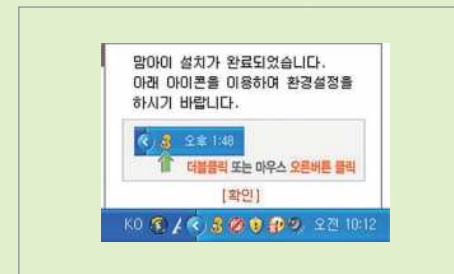 맘아이 설치가 완료되었습니다.
아래 아이콘을 이용하여 환경설정을
하시기 바랍니다.
오후 1:48
더블클릭 또는 마우스 오른버튼 클릭
[확인]
KO 오전 10:12